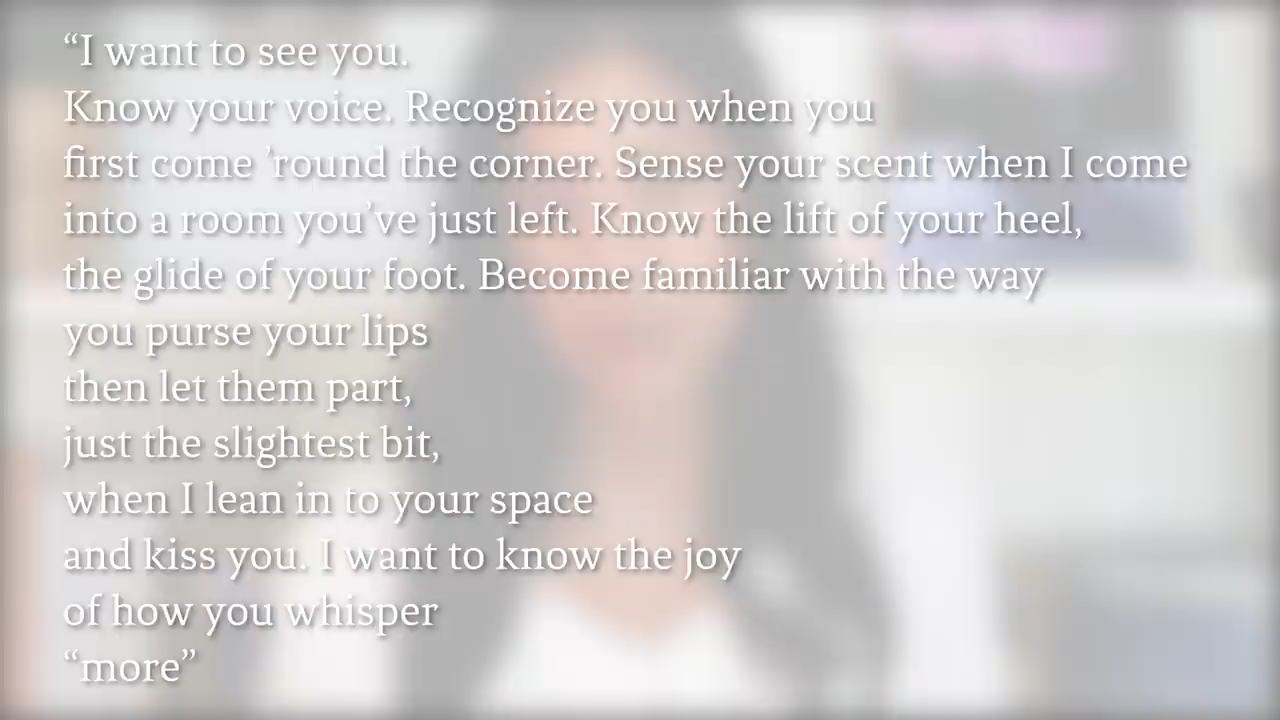 “I want to see you.
Know your voice. Recognize you when you
first come ’round the corner. Sense your scent when I come
into a room you’ve just left. Know the lift of your heel,
the glide of your foot. Become familiar with the way
you purse your lips
then let them part,
just the slightest bit,
when I lean in to your space
and kiss you. I want to know the joy
of how you whisper
“more”